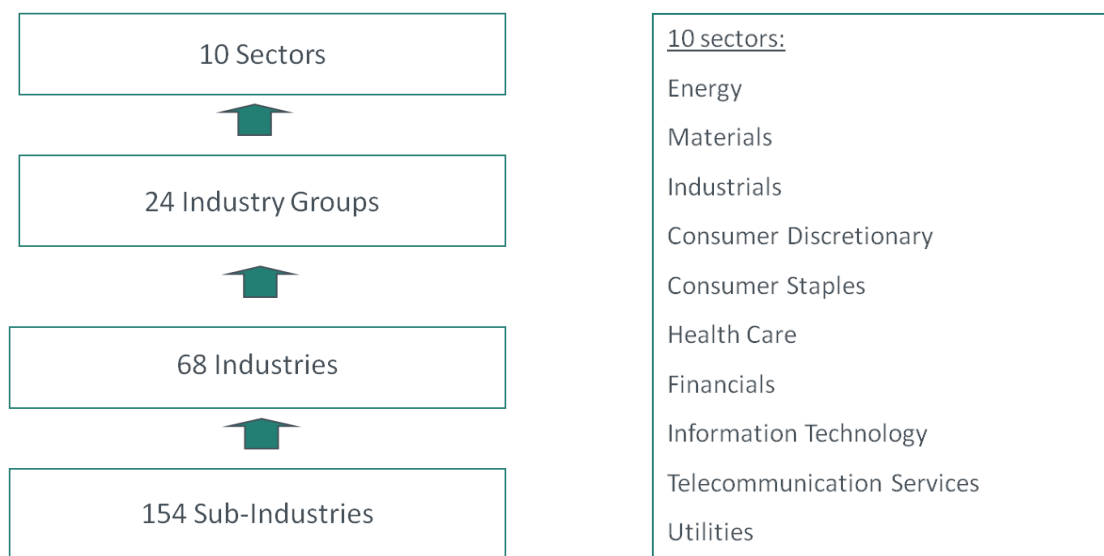 10 Sectors
24 Industry Groups
68 Industries
154 Sub-Industries
10 sectors:
Energy
Materials
Industrials
Consumer Discretionary
Consumer Staples
Health Care
Financials
Information Technology
Telecommunication Services
Utilities